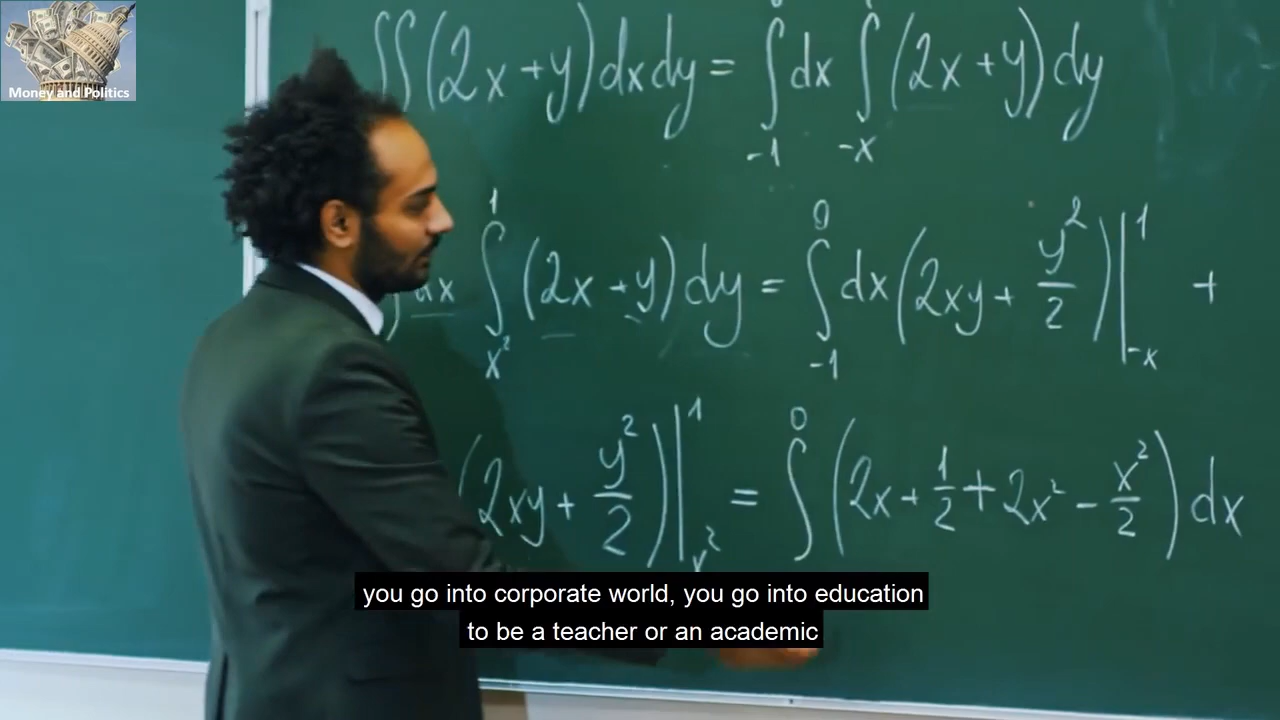 Money and Politics
∫∫(2x+y)dxdy = ∫ dx ∫ (2x+y)dy
-1 -x
1 0 1
dx ∫ (2x+y)dy = ∫ dx(2xy + y²/2)| +
x² -1 -x
1 0
(2xy + y²/2)| = ∫ (2x + 1/2 + 2x² - x²/2) dx
x²
you go into corporate world, you go into education
to be a teacher or an academic